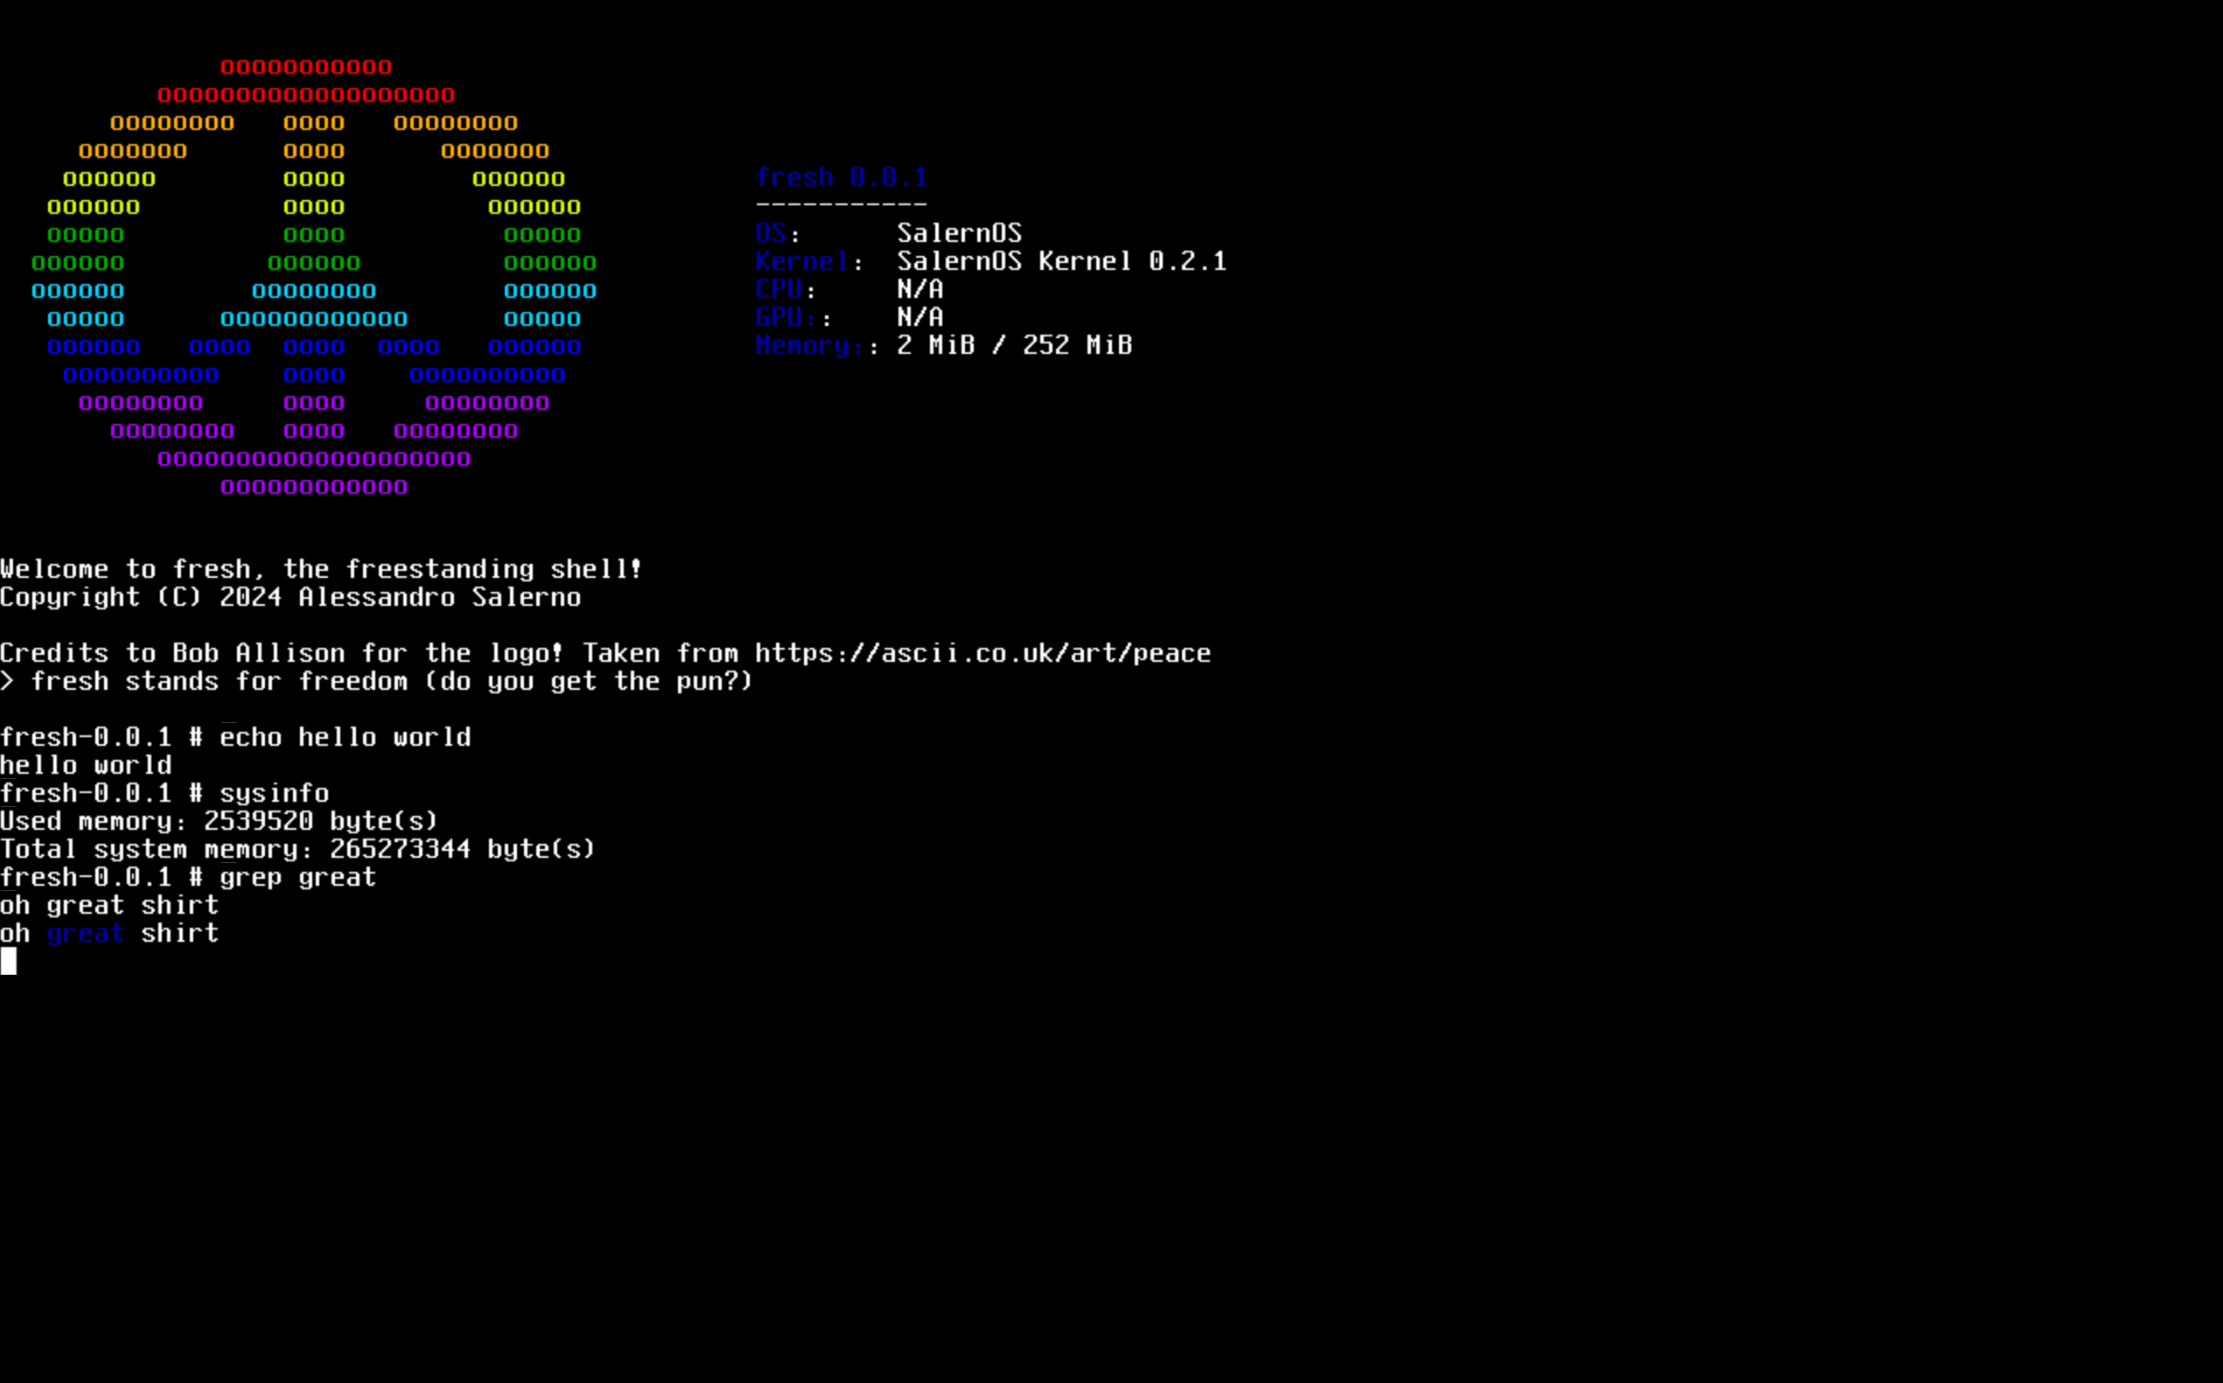 ooooooooooo
ooooooooooooooooooo
oooooooo oooo oooooooo
ooooooo oooo ooooooo
oooooo oooo oooooo
oooooo oooo oooooo
ooooo oooo ooooo
oooooo oooooo oooooo
oooooo oooooooo oooooo
ooooo oooooooooooo ooooo
oooooo oooo oooo oooo oooooo
oooooooooo oooo oooooooooo
oooooooo oooo oooooooo
oooooooo oooo oooooooo
oooooooooooooooooooo
oooooooooooo
fresh 0.0.1
-----------
OS: SalernOS
Kernel: SalernOS Kernel 0.2.1
CPU: N/A
GPU:: N/A
Memory:: 2 MiB / 252 MiB
Welcome to fresh, the freestanding shell!
Copyright (C) 2024 Alessandro Salerno
Credits to Bob Allison for the logo! Taken from https://ascii.co.uk/art/peace
> fresh stands for freedom (do you get the pun?)
fresh-0.0.1 # echo hello world
hello world
fresh-0.0.1 # sysinfo
Used memory: 2539520 byte(s)
Total system memory: 265273344 byte(s)
fresh-0.0.1 # grep great
oh great shirt
oh great shirt